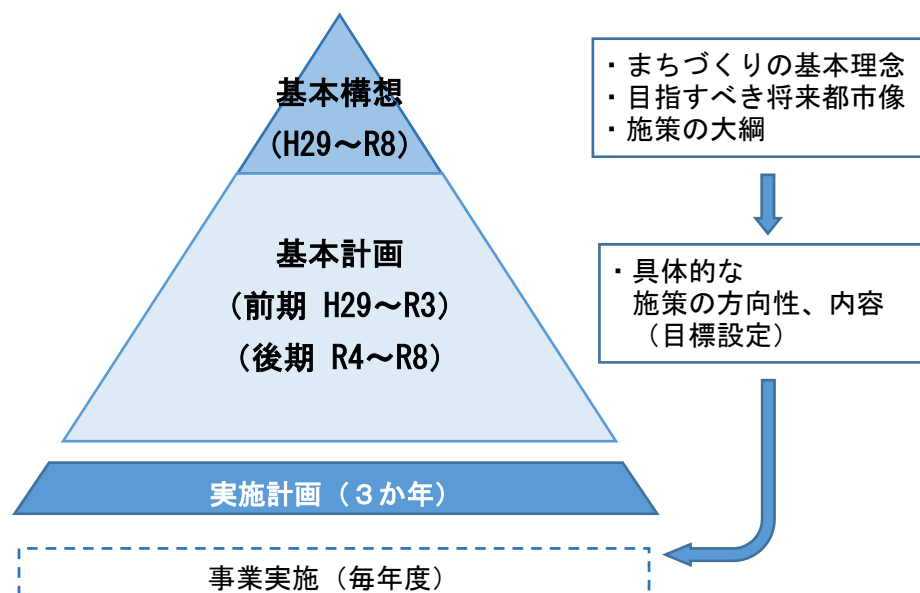 基本構想
(H29～R8)
・まちづくりの基本理念
・目指すべき将来都市像
・施策の大綱
基本計画
(前期 H29～R3)
(後期 R4～R8)
・具体的な
施策の方向性、内容
（目標設定）
実施計画（３か年）
事業実施（毎年度）